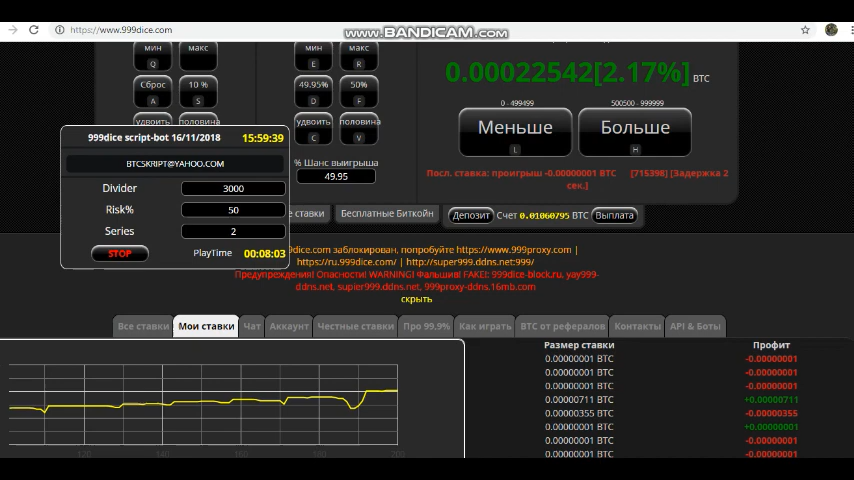 https://www.999dice.com
www.BANDICAM.com
мин
макс
мин
макс
Q
W
E
R
0.00022542[2.17%] BTC
Сброс
10 %
49.95%
50%
A
S
D
F
0 - 499499
500500 - 999999
удвоить
половина
удвоить
половина
C
V
Меньше
Больше
L
H
999dice script-bot 16/11/2018
15:59:39
BTCSKRIPT@YAHOO.COM
% Шанс выигрыша
49.95
Посл. ставка: проигрыш -0.00000001 BTC [715398] [Задержка 2
сек.]
Divider
3000
Risk%
50
Series
2
STOP
PlayTime
00:08:03
е ставки
Бесплатные Биткойн
Депозит
Счет 0.01060795 BTC
Выплата
9dice.com заблокирован, попробуйте https://www.999proxy.com |
https://ru.999dice.com/ | http://super999.ddns.net:999/
Предупреждения! Опасности! WARNING! Фальшив! FAKE! 999dice-block.ru, yay999-
ddns.net, supier999.ddns.net, 999proxy-ddns.16mb.com
скрыть
Все ставки
Мои ставки
Чат
Аккаунт
Честные ставки
Про 99.9%
Как играть
BTC от рефералов
Контакты
API & Боты
Размер ставки
Профит
0.00000001 BTC
-0.00000001
0.00000001 BTC
-0.00000001
0.00000001 BTC
-0.00000001
0.00000711 BTC
+0.00000711
0.00000355 BTC
-0.00000355
0.00000001 BTC
+0.00000001
0.00000001 BTC
-0.00000001
0.00000001 BTC
-0.00000001
120
140
160
180
200